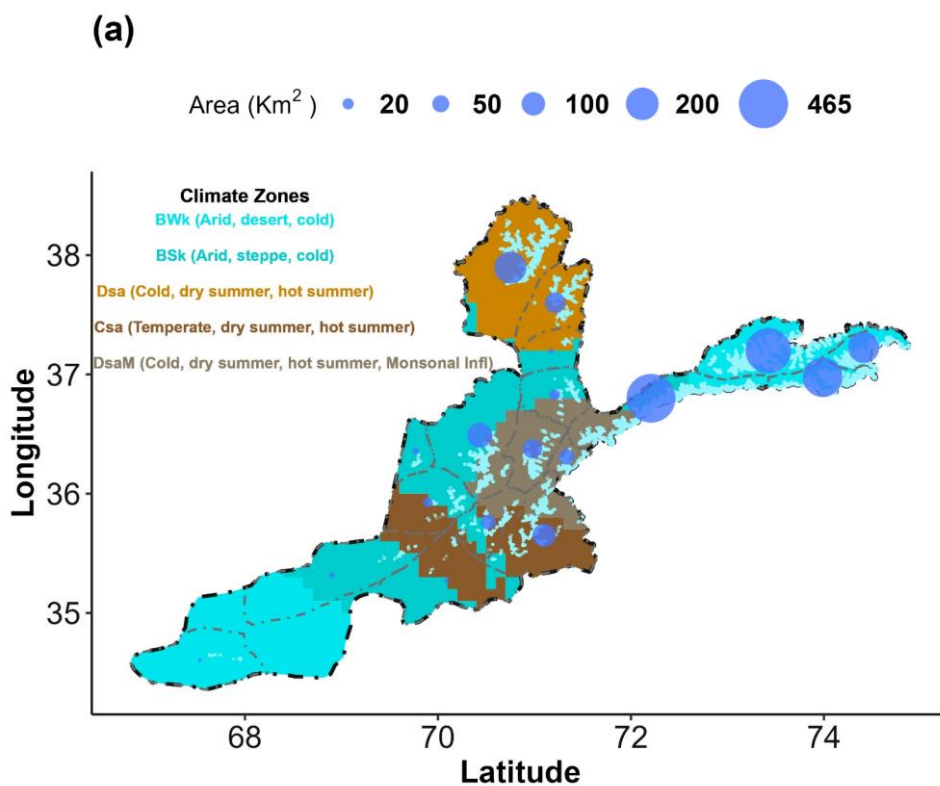 (a)
Area (Km²) 20 50 100 200 465
Climate Zones
BWk (Arid, desert, cold)
BSk (Arid, steppe, cold)
Dsa (Cold, dry summer, hot summer)
Csa (Temperate, dry summer, hot summer)
DsaM (Cold, dry summer, hot summer, Monsonal Infl)
38
37
36
35
Longitude
68 70 72 74
Latitude